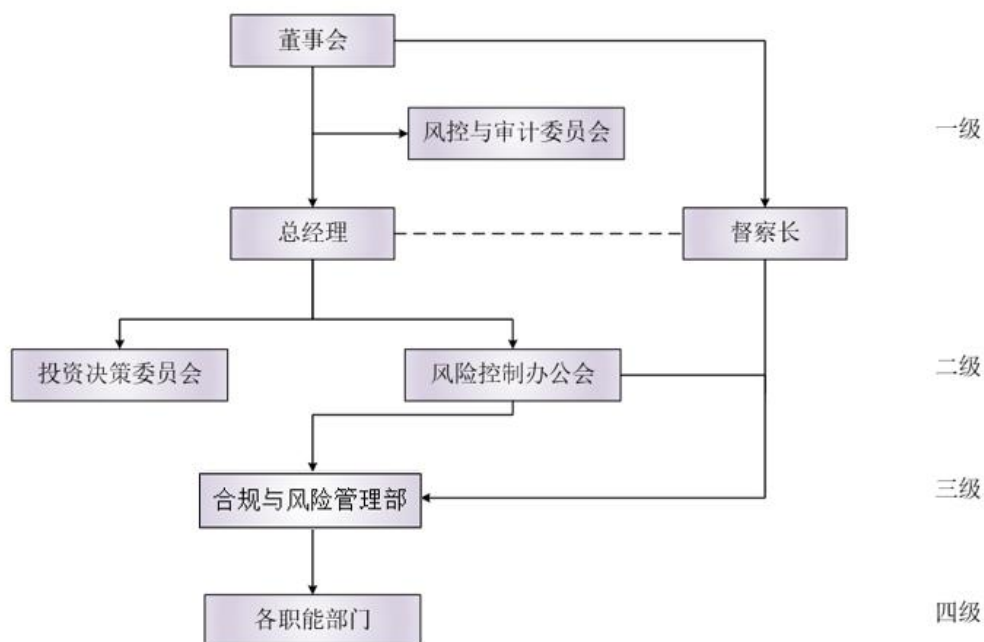 董事会
风控与审计委员会
一级
总经理
督察长
投资决策委员会
风险控制办公会
二级
合规与风险管理部
三级
各职能部门
四级